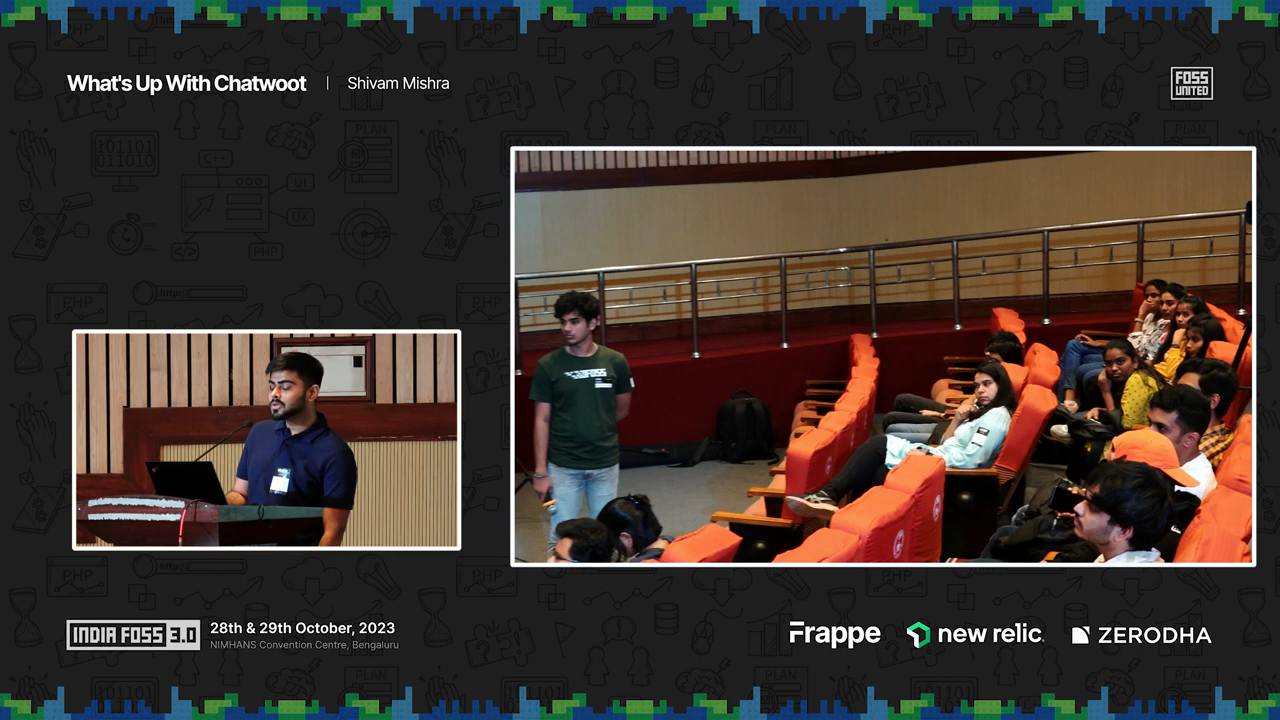 What's Up With Chatwoot | Shivam Mishra
FOSS
UNITED
FOSS
INDIA FOSS 3.0
28th & 29th October, 2023
NIMHANS Convention Centre, Bengaluru
Frappe
new relic
ZERODHA